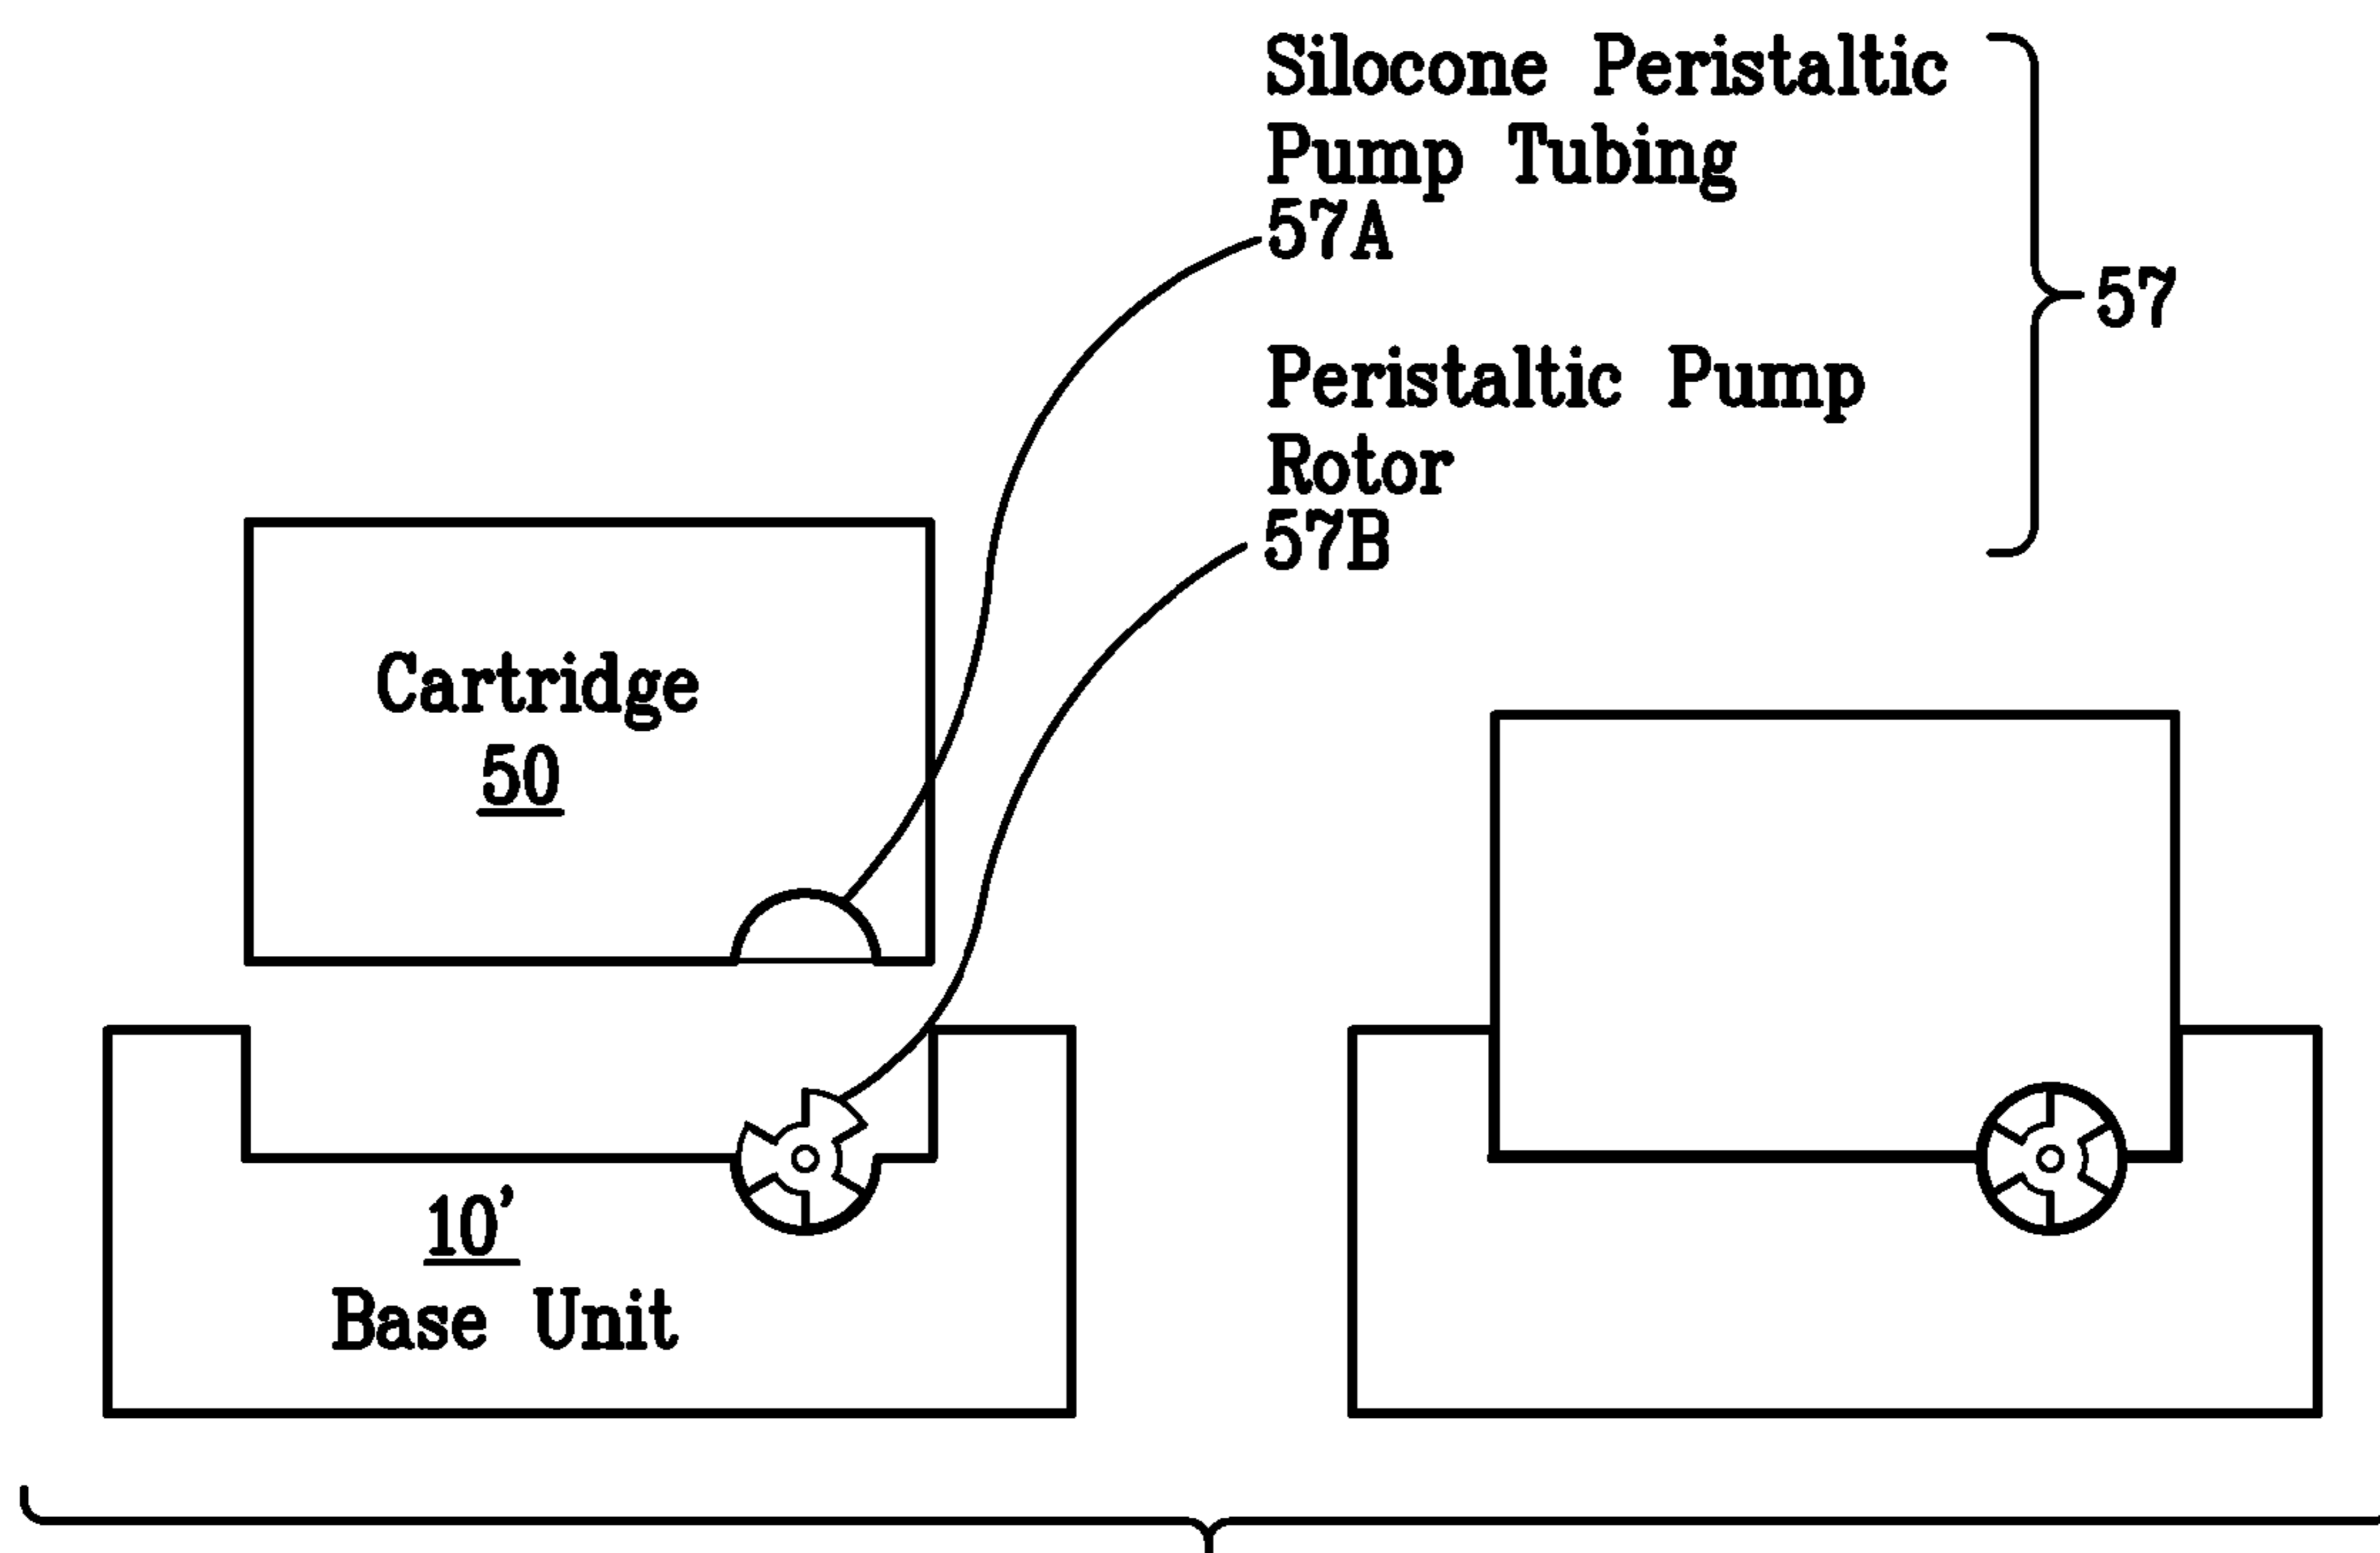 Silocone Peristaltic
Pump Tubing
57A
57
Peristaltic Pump
Rotor
57B
Cartridge
50
10'
Base Unit